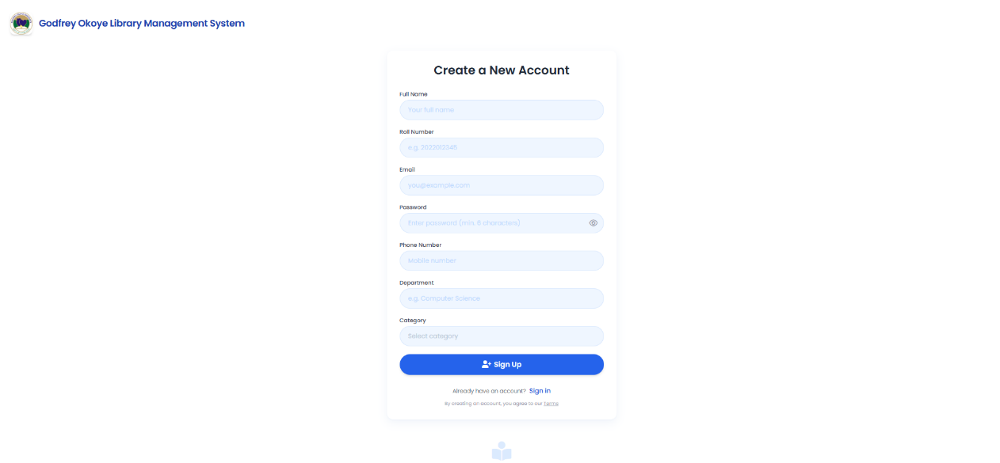 Godfrey Okoye Library Management System
Create a New Account
Full Name
Your full name
Roll Number
e.g. 2022012345
Email
you@example.com
Password
Enter password (min. 6 characters)
Phone Number
Mobile number
Department
e.g. Computer Science
Category
Select category
Sign Up
Already have an account? Sign in
By creating an account, you agree to our Terms